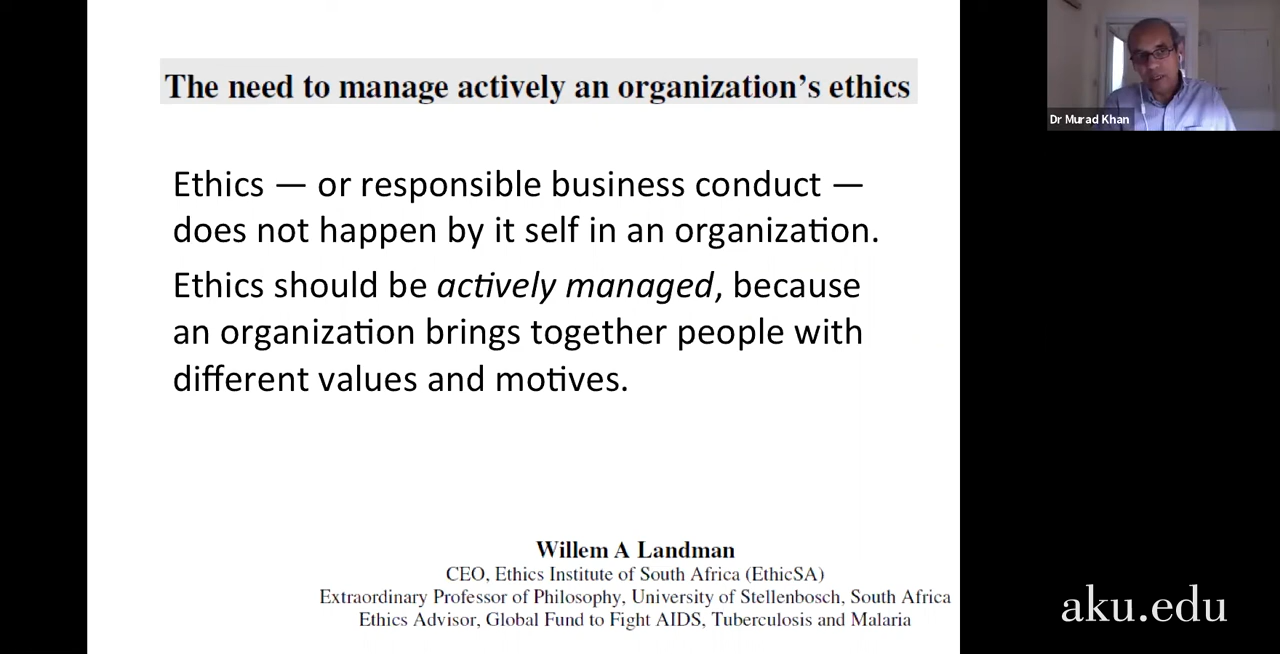 The need to manage actively an organization's ethics
Ethics — or responsible business conduct —
does not happen by it self in an organization.
Ethics should be actively managed, because
an organization brings together people with
different values and motives.
Willem A Landman
CEO, Ethics Institute of South Africa (EthicSA)
Extraordinary Professor of Philosophy, University of Stellenbosch, South Africa
Ethics Advisor, Global Fund to Fight AIDS, Tuberculosis and Malaria
Dr Murad Khan
aku.edu